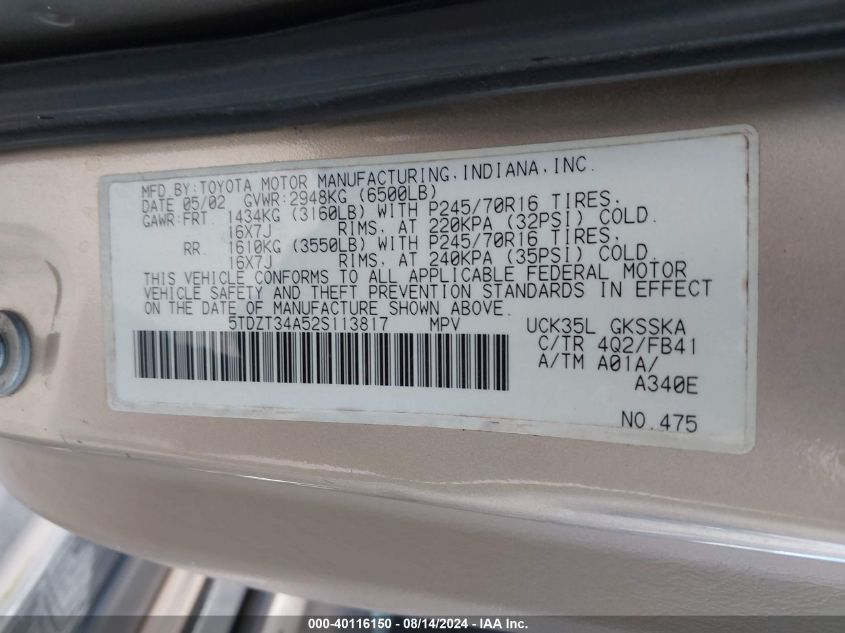 MFD.BY:TOYOTA MOTOR MANUFACTURING,INDIANA,INC.
DATE 05/02 GVWR:2948KG (6500LB)
GAWR:FRT. 1434KG (3160LB) WITH P245/70R16 TIRES,
16X7J RIMS, AT 220KPA (32PSI) COLD.
RR. 1610KG (3550LB) WITH P245/70R16 TIRES,
16X7J RIMS, AT 240KPA (35PSI) COLD.
THIS VEHICLE CONFORMS TO ALL APPLICABLE FEDERAL MOTOR
VEHICLE SAFETY AND THEFT PREVENTION STANDARDS IN EFFECT
ON THE DATE OF MANUFACTURE SHOWN ABOVE.
5TDZT34A52S113817 MPV UCK35L GKSSKA
C/TR 4Q2/FB41
A/TM A01A/
A340E
NO.475
000-40116150 - 08/14/2024 - IAA Inc.